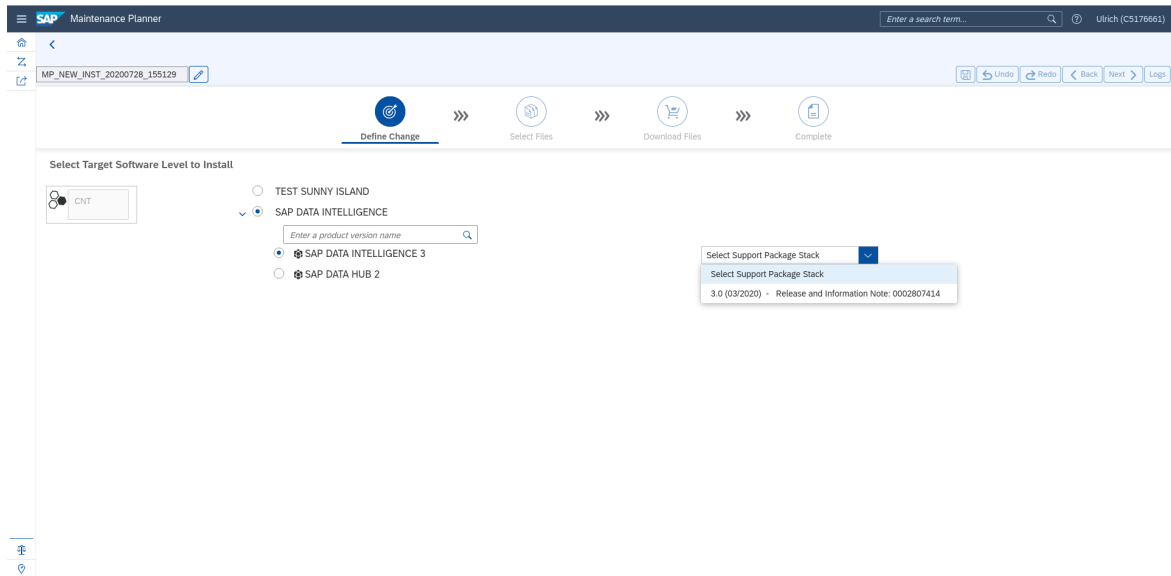 SAP Maintenance Planner Enter a search term... Ulrich (C5176661)
MP_NEW_INST_20200728_155129 Undo Redo Back Next Logs
Define Change Select Files Download Files Complete
Select Target Software Level to Install
CNT
TEST SUNNY ISLAND
SAP DATA INTELLIGENCE
Enter a product version name
SAP DATA INTELLIGENCE 3
SAP DATA HUB 2
Select Support Package Stack
Select Support Package Stack
3.0 (03/2020) - Release and Information Note: 0002807414